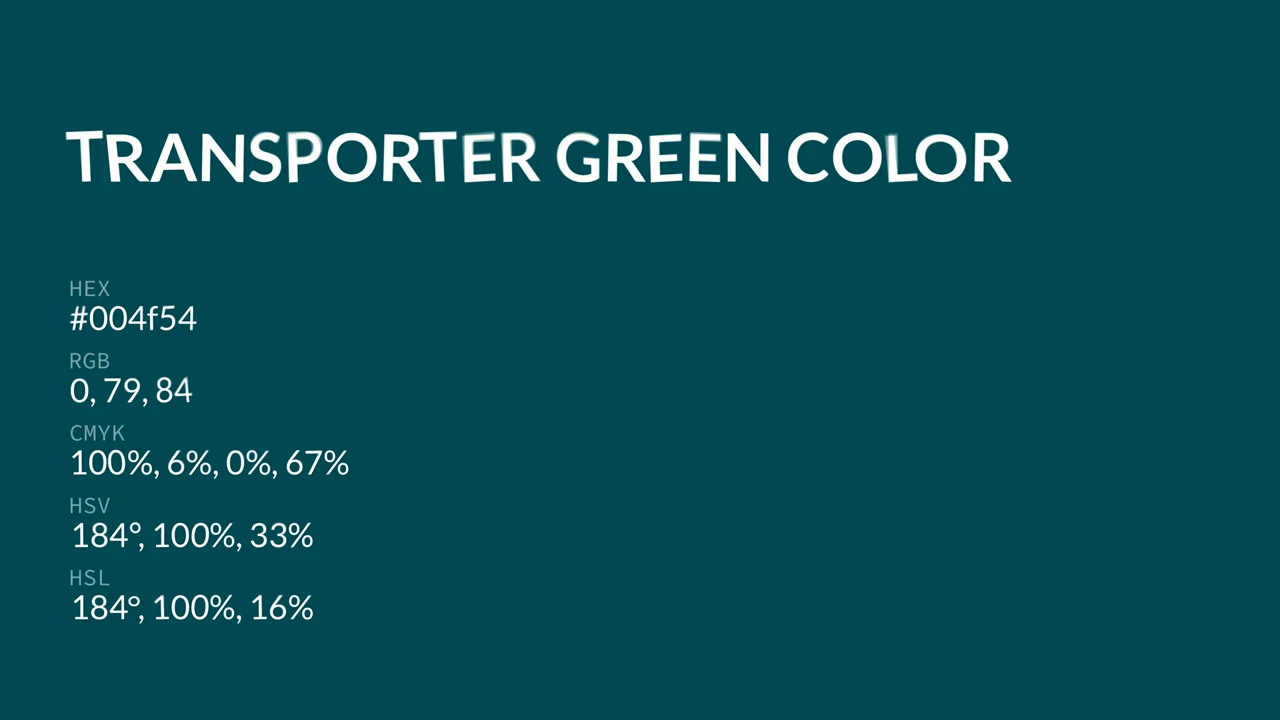 TRANSPORTER GREEN COLOR
HEX
#004f54
RGB
0, 79, 84
CMYK
100%, 6%, 0%, 67%
HSV
184°, 100%, 33%
HSL
184°, 100%, 16%